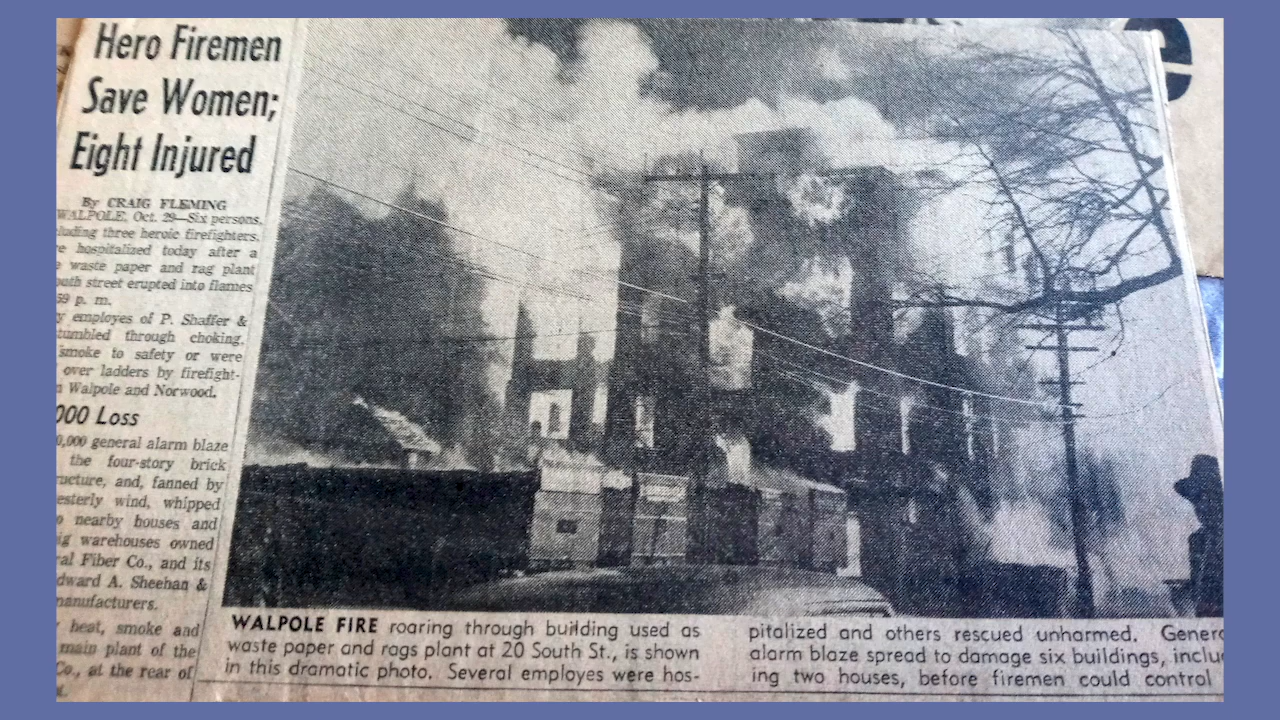 e
Hero Firemen
Save Women;
Eight Injured
By CRAIG FLEMING
WALPOLE, Oct. 29—Six persons,
luding three heroic firefighters,
e hospitalized today after a
waste paper and rag plant
outh street erupted into flames
59 p. m.
y employes of P. Shaffer &
tumbled through choking,
smoke to safety or were
over ladders by firefight-
n Walpole and Norwood.
000 Loss
0,000 general alarm blaze
the four-story brick
ructure, and, fanned by
esterly wind, whipped
o nearby houses and
ig warehouses owned
ral Fiber Co., and its
dward A. Sheehan &
manufacturers.
heat, smoke and
main plant of the
Co., at the rear of
WALPOLE FIRE roaring through building used as
waste paper and rags plant at 20 South St., is shown
in this dramatic photo. Several employes were hos-
pitalized and others rescued unharmed. Genera
alarm blaze spread to damage six buildings, inclu
ing two houses, before firemen could control